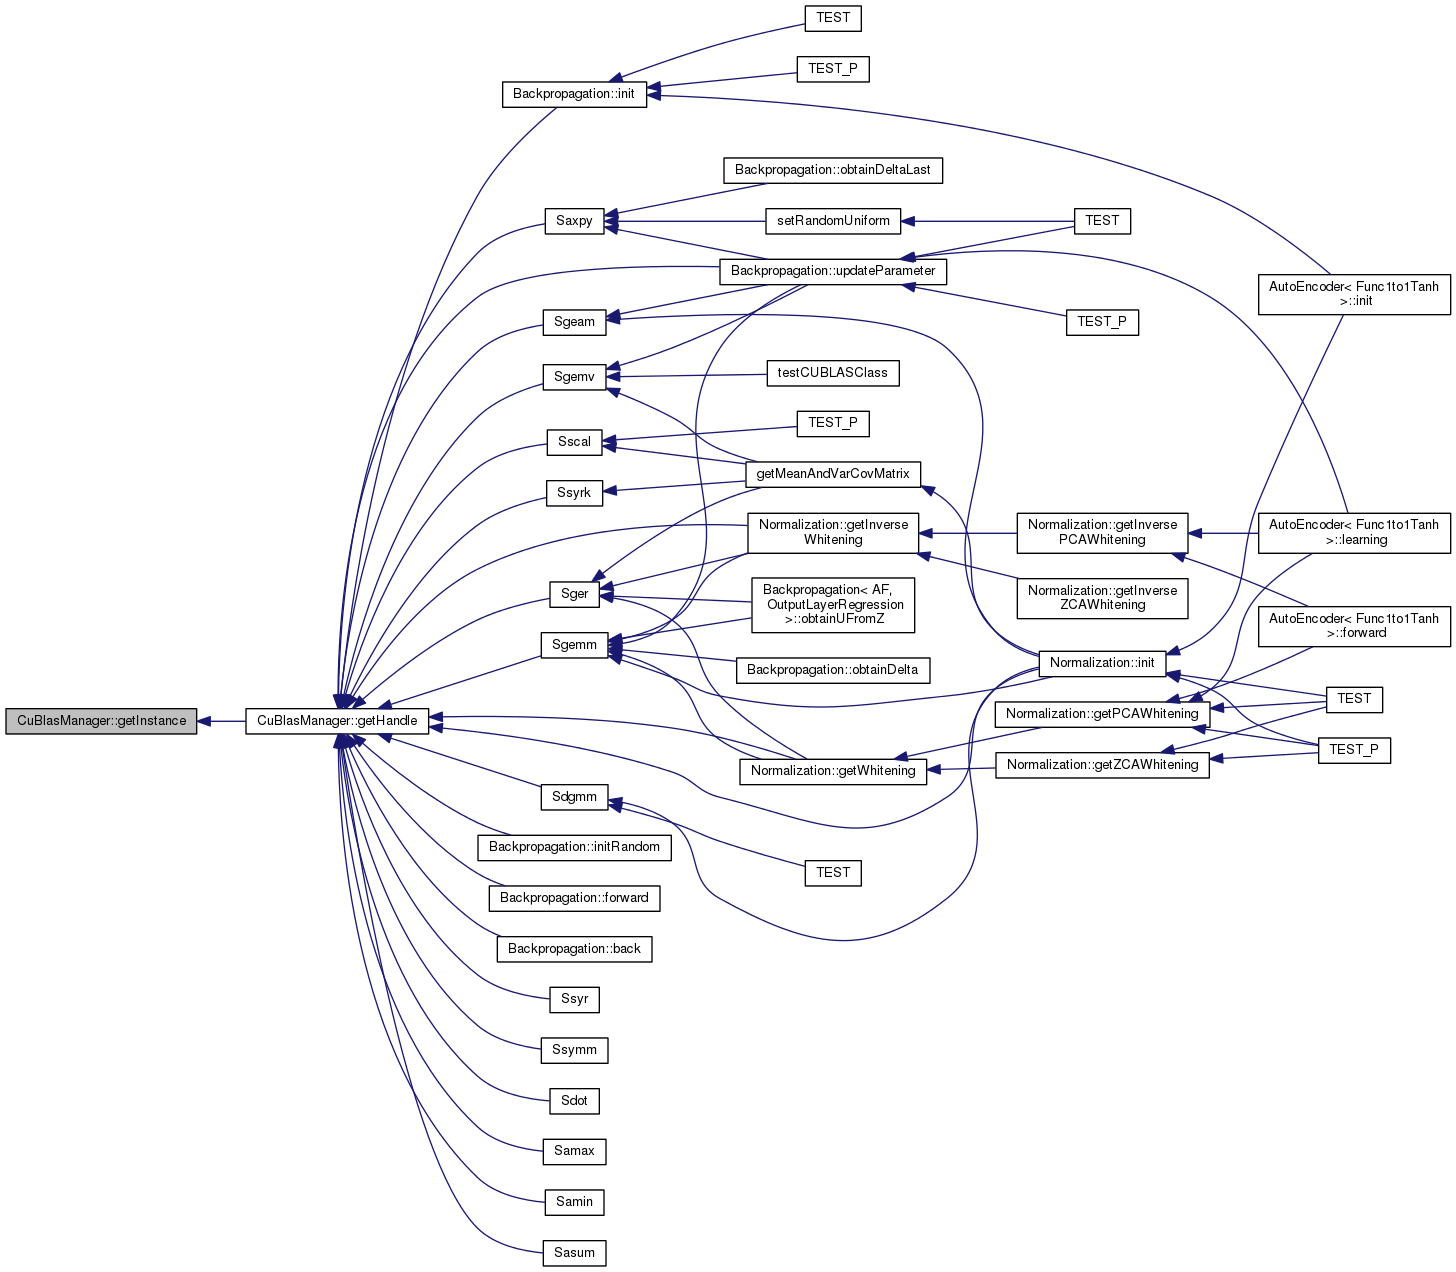 TEST
TEST_P
Backpropagation::init
Backpropagation::obtainDeltaLast
Saxpy
setRandomUniform
TEST
Backpropagation::updateParameter
AutoEncoder< Func1to1Tanh
>::init
Sgeam
TEST_P
Sgemv
testCUBLASClass
TEST_P
Sscal
getMeanAndVarCovMatrix
Ssyrk
Normalization::getInverse
Whitening
Normalization::getInverse
PCAWhitening
AutoEncoder< Func1to1Tanh
>::learning
Sger
Backpropagation< AF,
OutputLayerRegression
>::obtainUFromZ
Normalization::getInverse
ZCAWhitening
AutoEncoder< Func1to1Tanh
>::forward
Sgemm
Backpropagation::obtainDelta
Normalization::init
TEST
CuBlasManager::getInstance
CuBlasManager::getHandle
Normalization::getPCAWhitening
TEST_P
Normalization::getWhitening
Normalization::getZCAWhitening
Sdgmm
Backpropagation::initRandom
TEST
Backpropagation::forward
Backpropagation::back
Ssyr
Ssymm
Sdot
Samax
Samin
Sasum